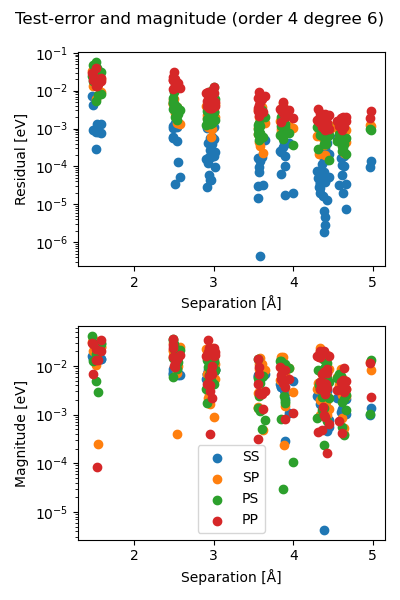 Test-error and magnitude (order 4 degree 6)
10⁻¹
10⁻²
10⁻³
10⁻⁴
10⁻⁵
10⁻⁶
Residual [eV]
2 3 4 5
Separation [Å]
10⁻²
10⁻³
10⁻⁴
10⁻⁵
Magnitude [eV]
SS
SP
PS
PP
2 3 4 5
Separation [Å]